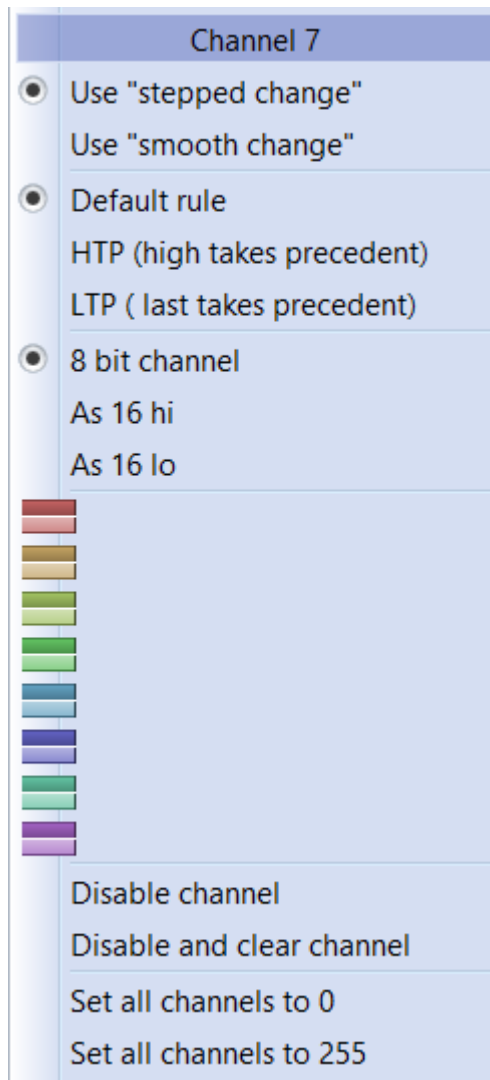 Channel 7
Use "stepped change"
Use "smooth change"
Default rule
HTP (high takes precedent)
LTP ( last takes precedent)
8 bit channel
As 16 hi
As 16 lo
Disable channel
Disable and clear channel
Set all channels to 0
Set all channels to 255